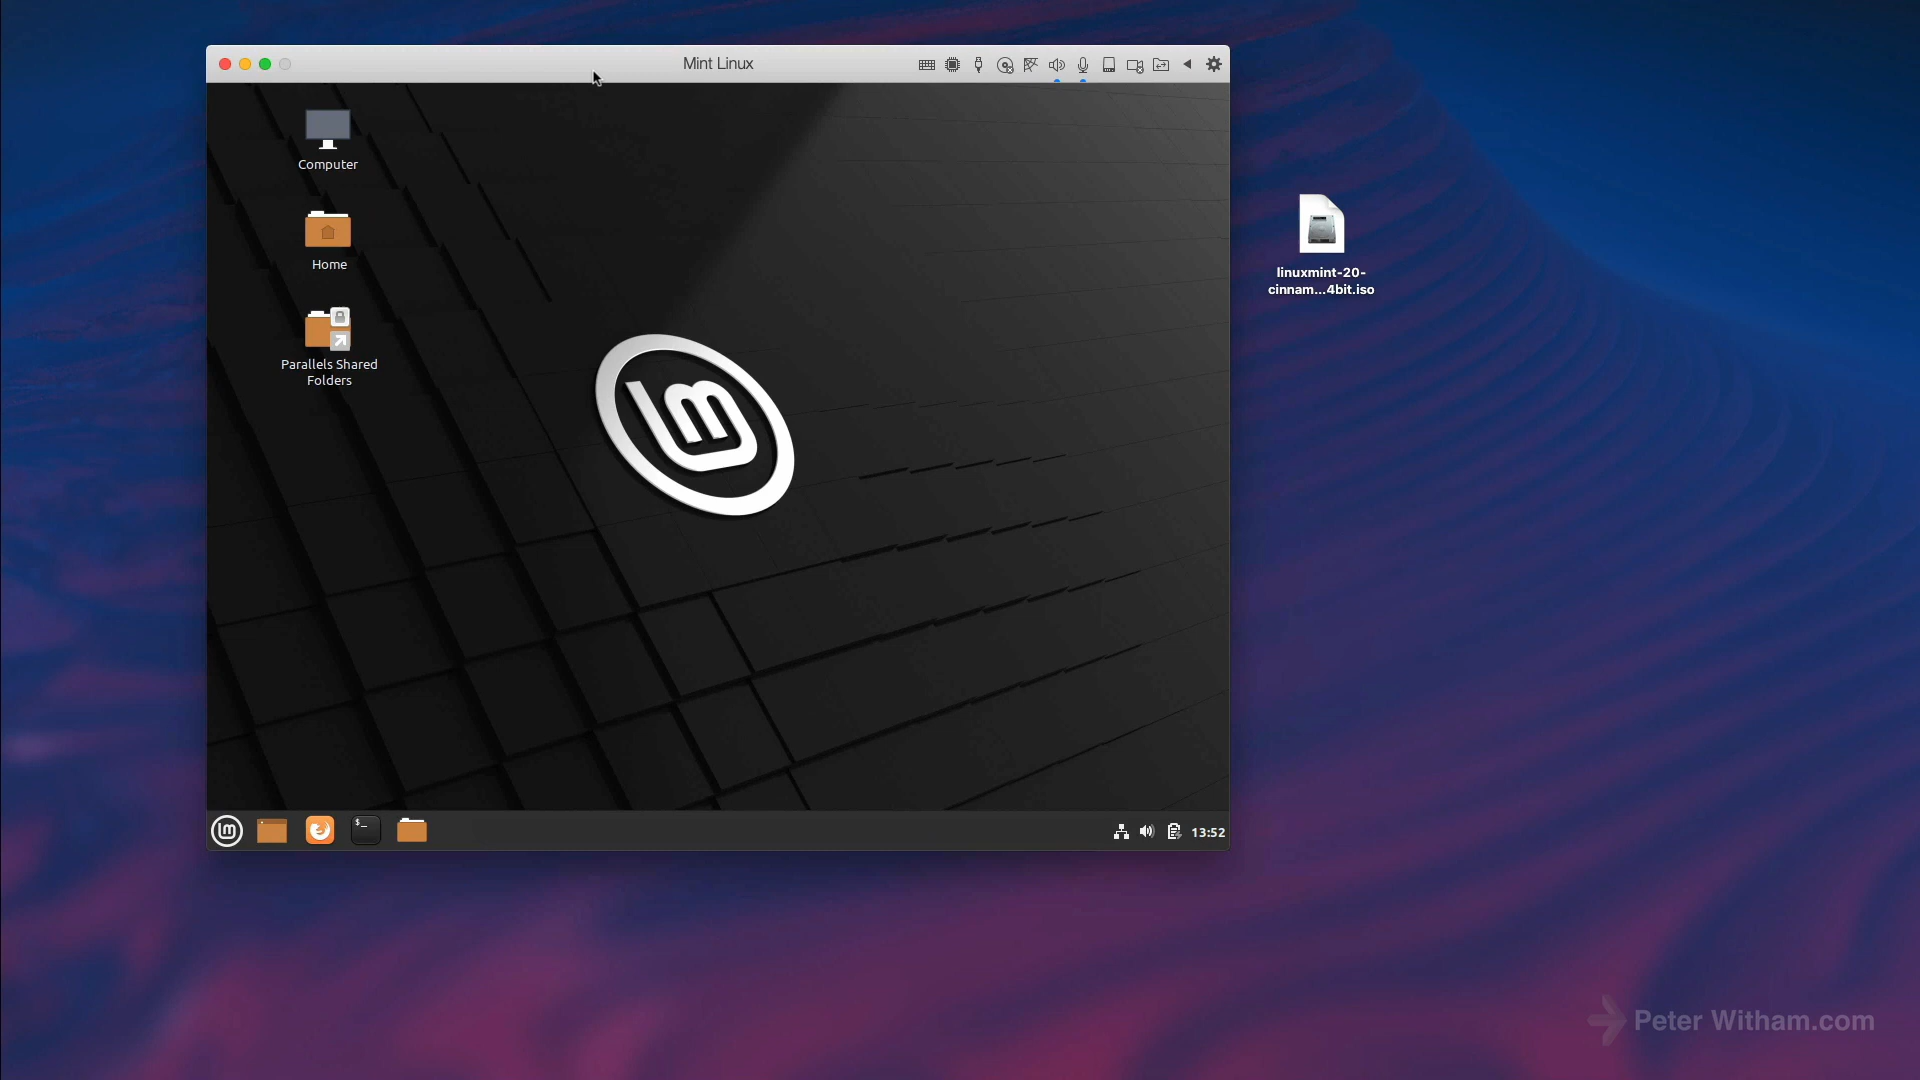 Mint Linux
Computer
Home
Parallels Shared
Folders
linuxmint-20-
cinnam...4bit.iso
$_
13:52
Peter Witham.com